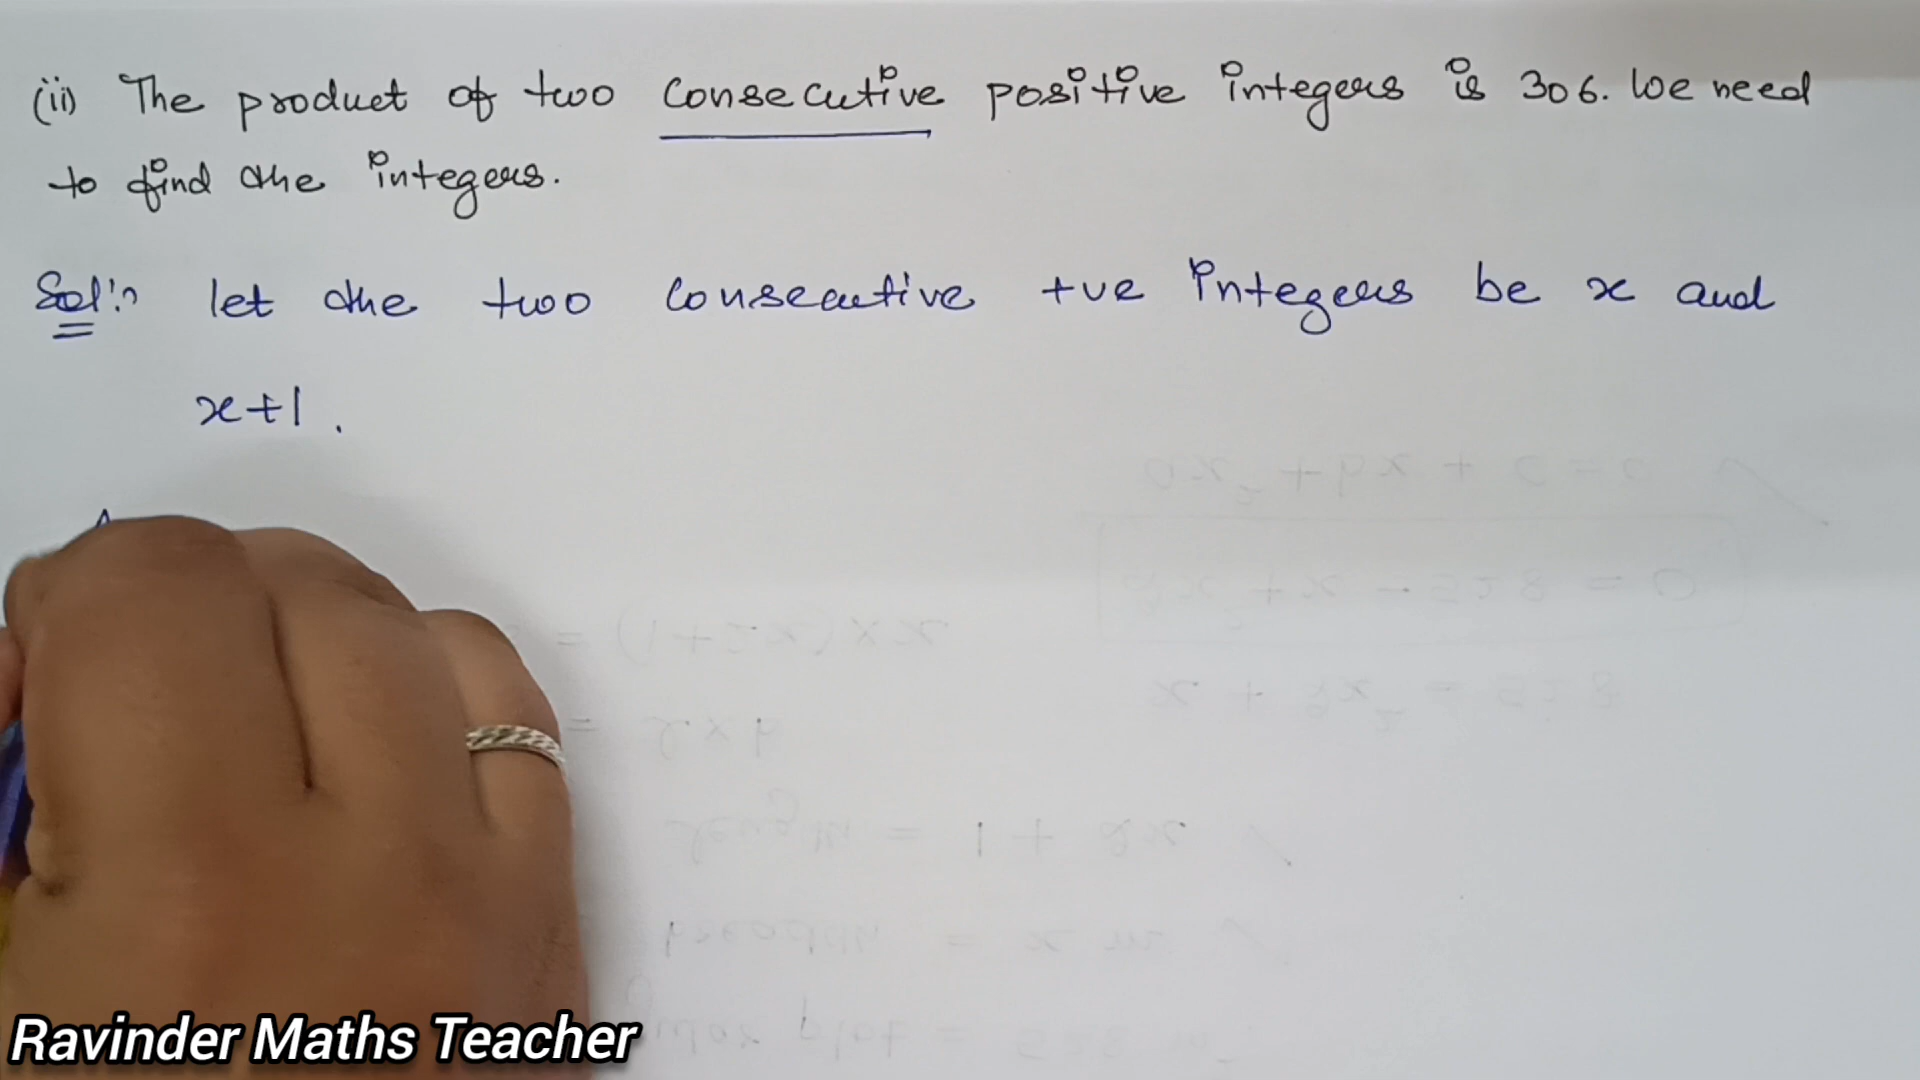 (ii) The product of two consecutive positive integers is 306. We need
to find the integers.
Sol:n let the two consecutive +ve integers be x and
x+1.
Ravinder Maths Teacher